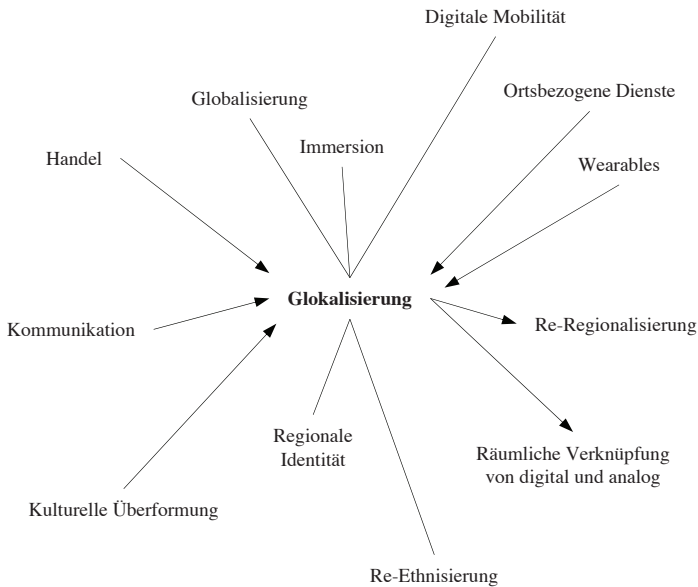 Digitale Mobilität
Ortsbezogene Dienste
Globalisierung
Immersion
Handel
Wearables
Glokalisierung
Kommunikation
Re-Regionalisierung
Regionale
Identität
Räumliche Verknüpfung
von digital und analog
Kulturelle Überformung
Re-Ethnisierung